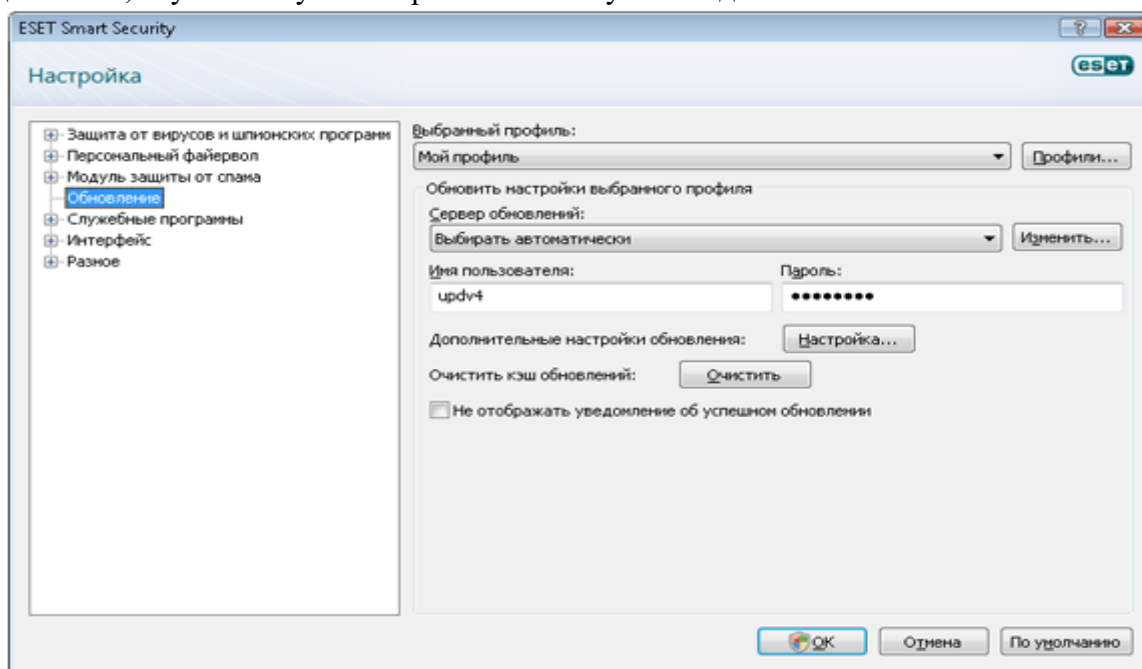 ESET Smart Security
Настройка
eset
Защита от вирусов и шпионских программ
Персональный файервол
Модуль защиты от спама
Обновление
Служебные программы
Интерфейс
Разное
Выбранный профиль:
Мой профиль
Профили...
Обновить настройки выбранного профиля
Сервер обновлений:
Выбирать автоматически
Изменить...
Имя пользователя: Пароль:
updv4 ●●●●●●●●
Дополнительные настройки обновления: Настройка...
Очистить кэш обновлений: Очистить
Не отображать уведомление об успешном обновлении
OK Отмена По умолчанию